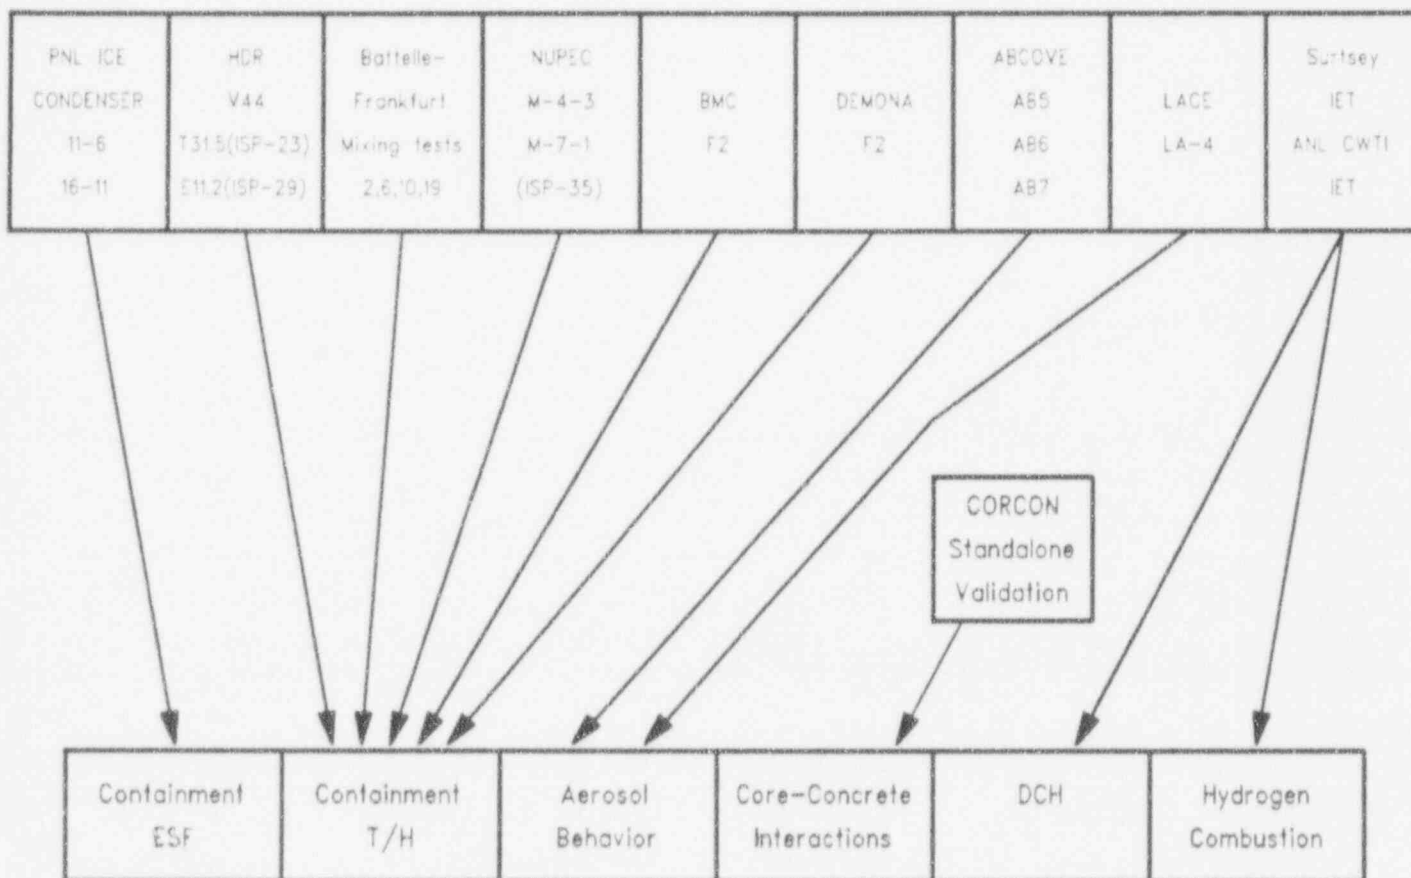 PNL ICE
CONDENSER
11-6
16-11
HDR
V44
T31.5(ISP-23)
E11.2(ISP-29)
Battelle-
Frankfurt
Mixing tests
2,6,10,19
NUPEC
M-4-3
M-7-1
(ISP-35)
BMC
F2
DEMONA
F2
ABCOVE
AB5
AB6
AB7
LACE
LA-4
Surtsey
IET
ANL CWTI
IET
CORCON
Standalone
Validation
Containment
ESF
Containment
T/H
Aerosol
Behavior
Core-Concrete
Interactions
DCH
Hydrogen
Combustion